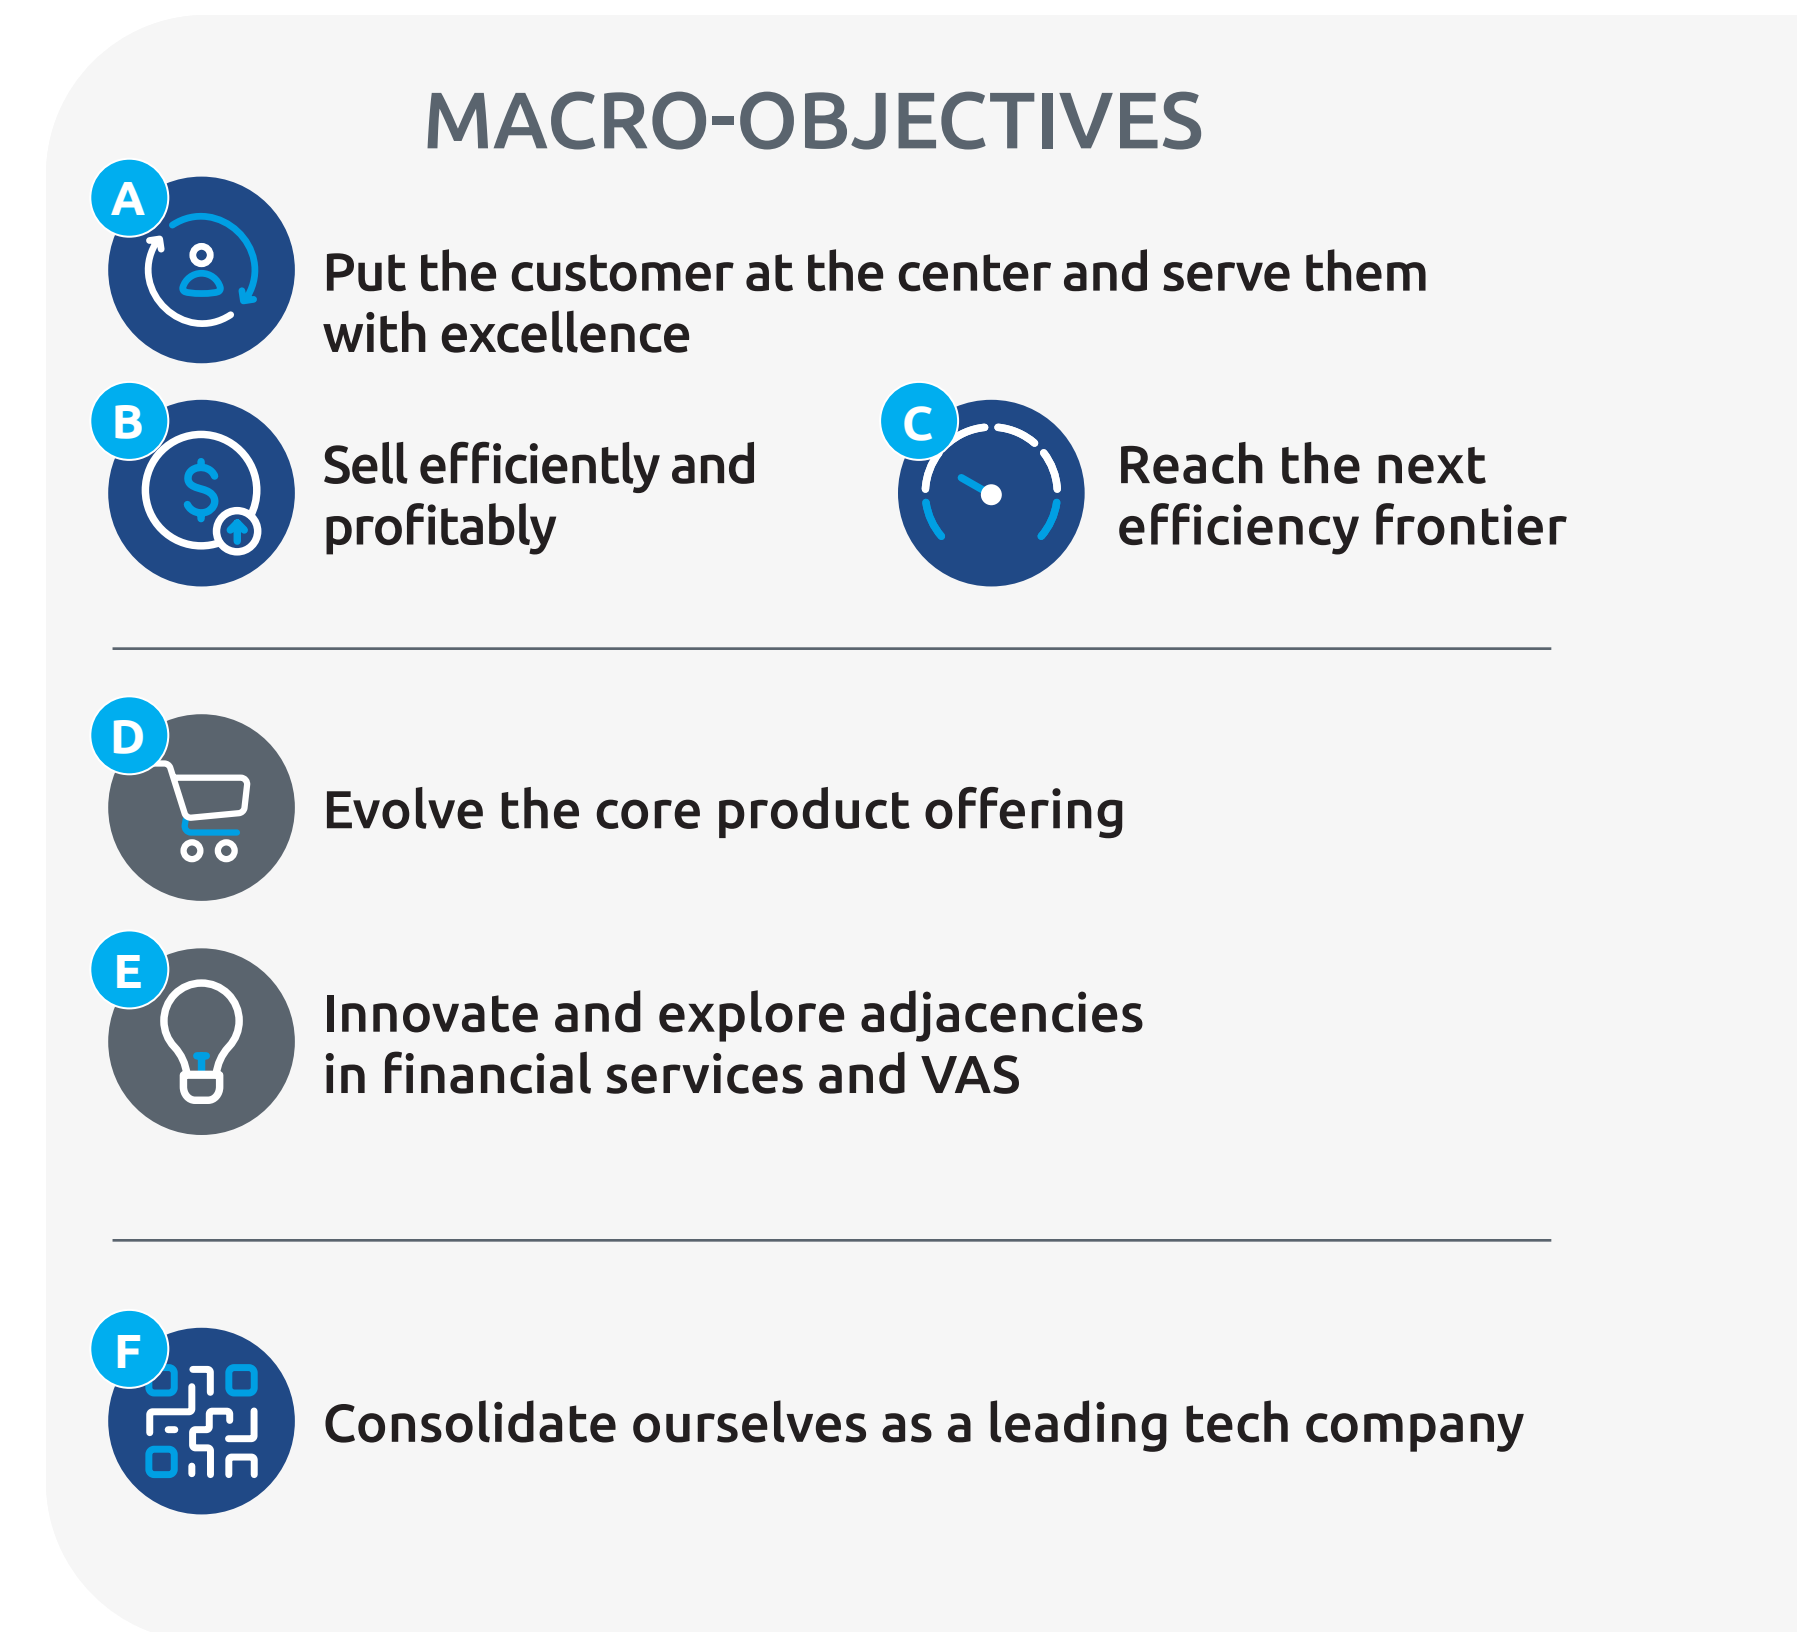 MACRO-OBJECTIVES
A
Put the customer at the center and serve them
with excellence
B
Sell efficiently and
profitably
C
Reach the next
efficiency frontier
D
Evolve the core product offering
E
Innovate and explore adjacencies
in financial services and VAS
F
Consolidate ourselves as a leading tech company